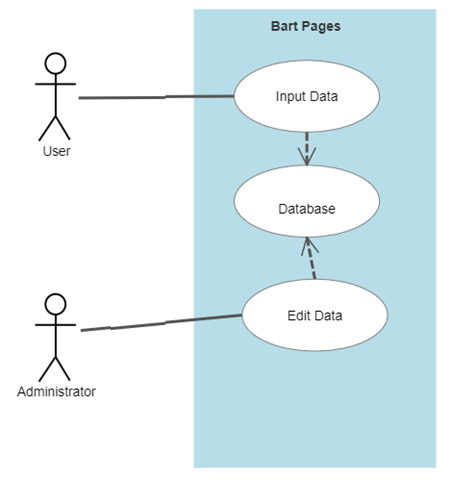 Bart Pages
Input Data
User
Database
Edit Data
Administrator